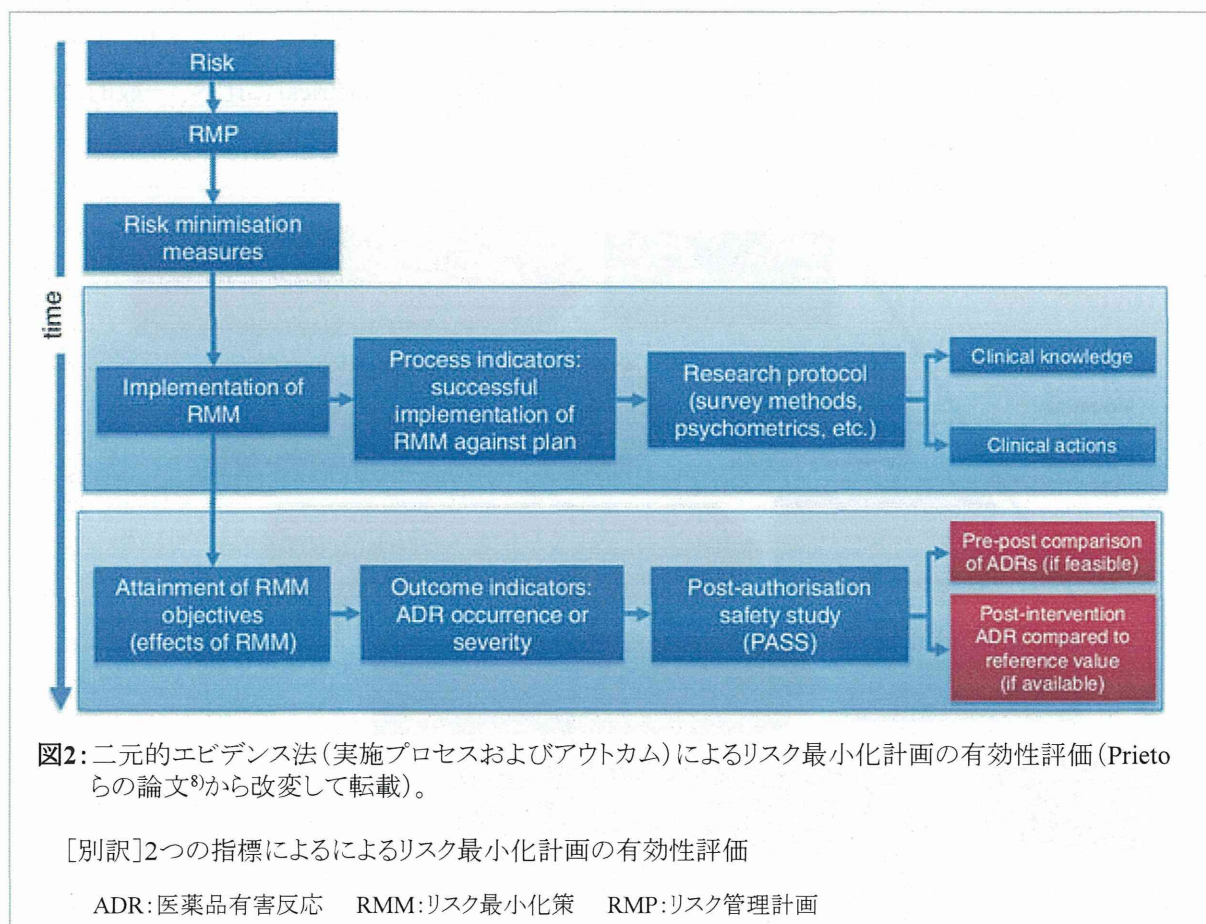 time
Risk
RMP
Risk minimisation
measures
Implementation of
RMM
Process indicators:
successful
implementation of
RMM against plan
Research protocol
(survey methods,
psychometrics, etc.)
Clinical knowledge
Clinical actions
Attainment of RMM
objectives
(effects of RMM)
Outcome indicators:
ADR occurrence or
severity
Post-authorisation
safety study
(PASS)
Pre-post comparison
of ADRs (if feasible)
Post-intervention
ADR compared to
reference value
(if available)
図2:二元的エビデンス法(実施プロセスおよびアウトカム)によるリスク最小化計画の有効性評価(Prieto
らの論文8)から改変して転載)。
[別訳]2つの指標によるによるリスク最小化計画の有効性評価
ADR:医薬品有害反応 RMM:リスク最小化策 RMP:リスク管理計画